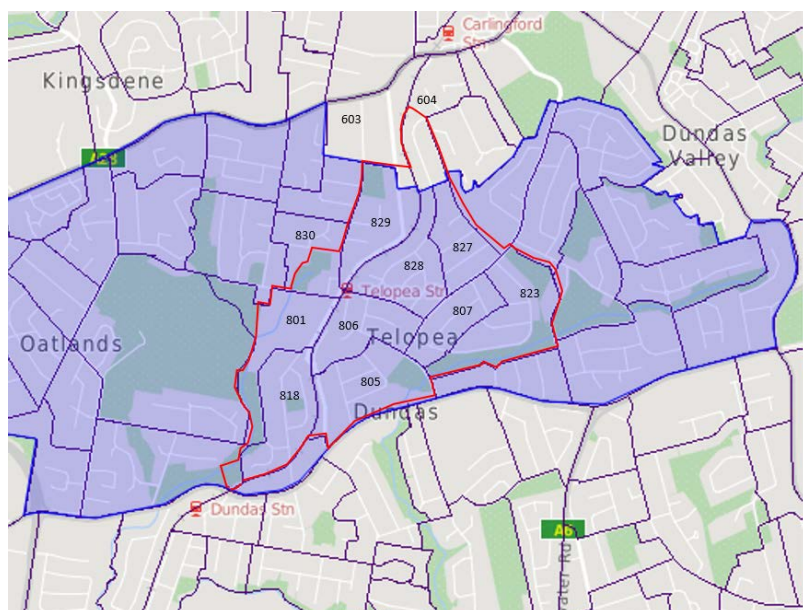 Carlingford
Stn
Kingsdene
604
603
Dundas
Valley
A28
829
830
827
828
Telopea Stn
823
801
807
806
Telopea
Oatlands
805
818
Dundas
Dundas Stn
A6
ater Rd